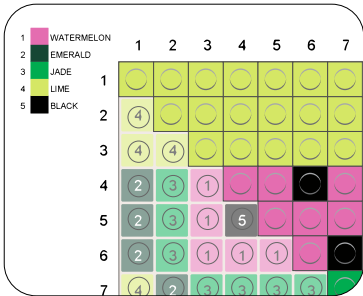 1 WATERMELON
2 EMERALD
3 JADE
4 LIME
5 BLACK
1 2 3 4 5 6 7
1
2 4
3 4 4
4 2 3 1
5 2 3 1 5
6 2 3 1 1 1
7 4 2 3 3 3 3